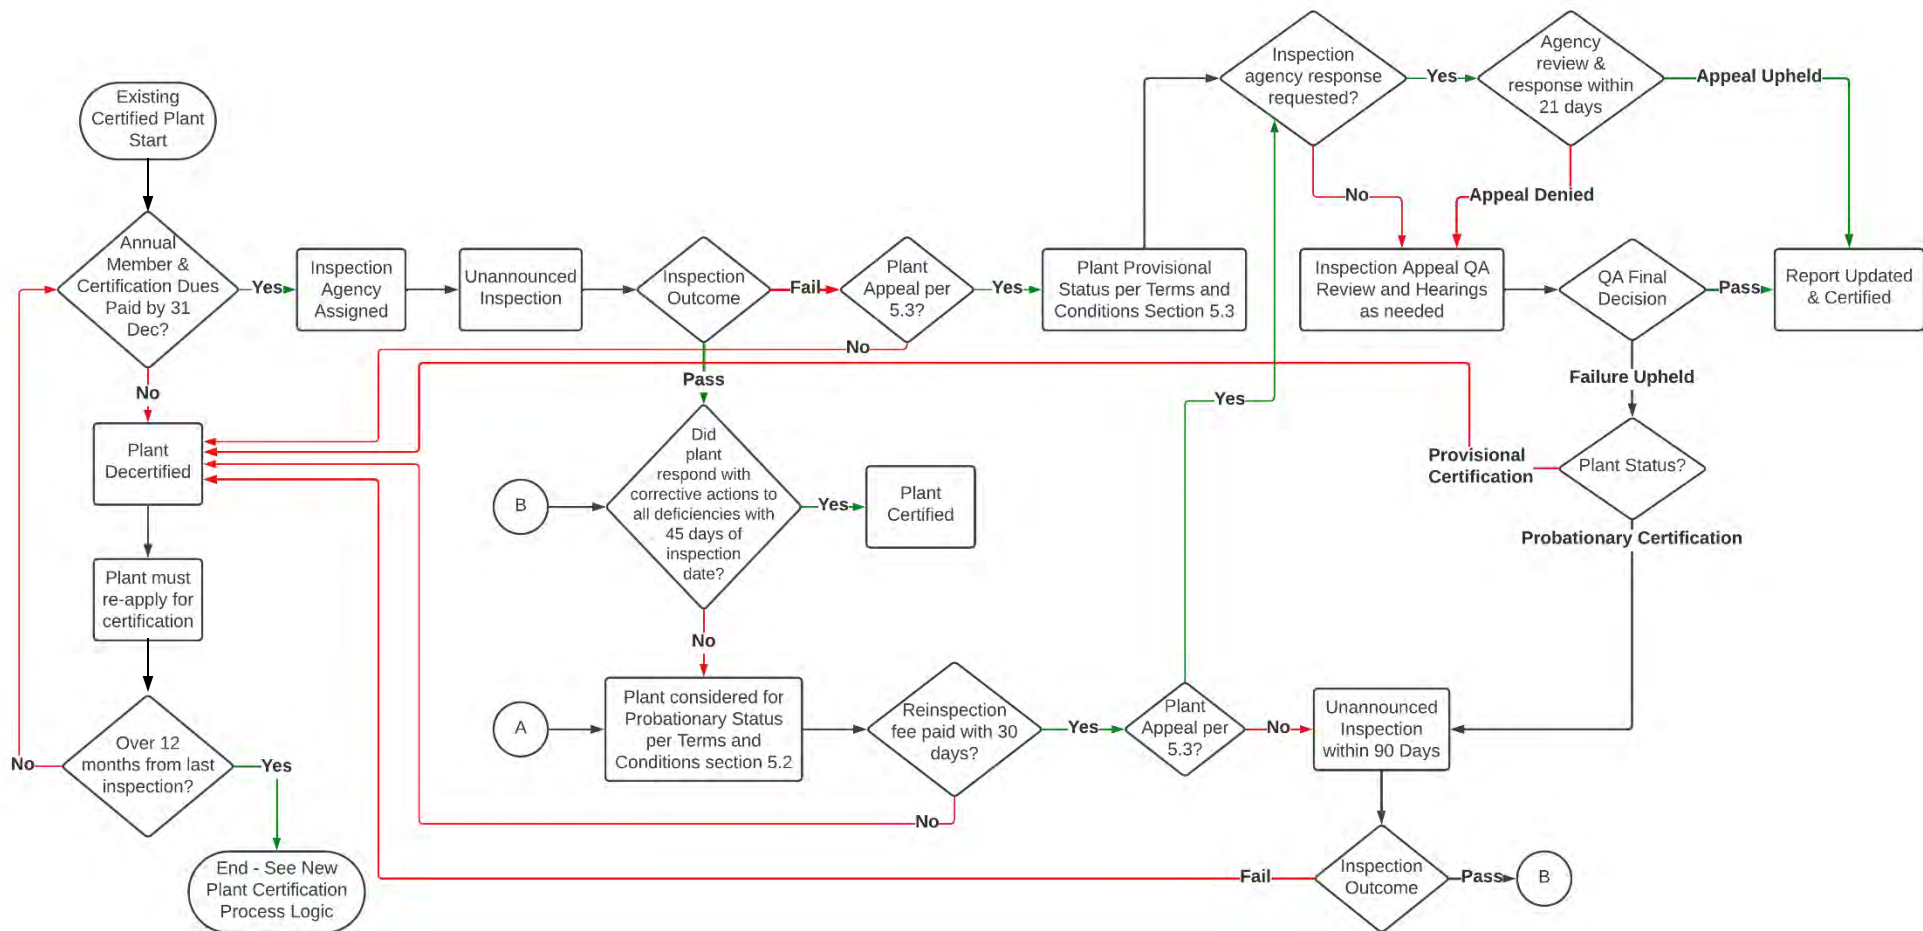 Existing
Certified Plant
Start
Annual
Member &
Certification Dues
Paid by 31
Dec?
Yes
No
Inspection
Agency
Assigned
Unannounced
Inspection
Inspection
Outcome
Fail
Pass
Plant
Appeal per
5.3?
Yes
No
Plant Provisional
Status per Terms and
Conditions Section 5.3
Inspection
agency response
requested?
Yes
No
Agency
review &
response within
21 days
Appeal Upheld
Appeal Denied
Inspection Appeal QA
Review and Hearings
as needed
QA Final
Decision
Pass
Report Updated
& Certified
Failure Upheld
Plant Status?
Provisional
Certification
Probationary Certification
Plant
Decertified
Plant must
re-apply for
certification
Over 12
months from last
inspection?
No
Yes
End - See New
Plant Certification
Process Logic
B
Did
plant
respond with
corrective actions to
all deficiencies with
45 days of
inspection
date?
Yes
Plant
Certified
No
A
Plant considered for
Probationary Status
per Terms and
Conditions section 5.2
Reinspection
fee paid with 30
days?
Yes
No
Plant
Appeal per
5.3?
Yes
No
Unannounced
Inspection
within 90 Days
Inspection
Outcome
Fail
Pass
B